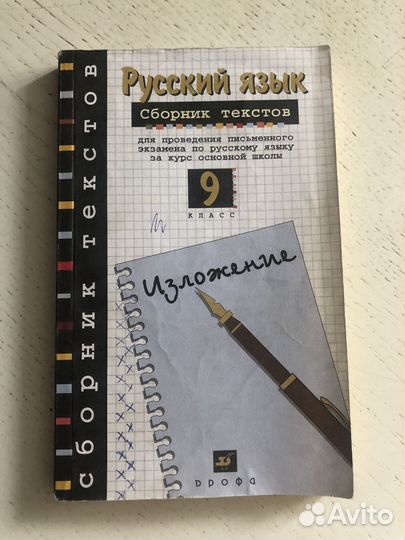 Русский язык
Сборник текстов
для проведения письменного
экзамена по русскому языку
за курс основной школы
9
КЛАСС
Изложение
сборник текстов
дрофа
Avito